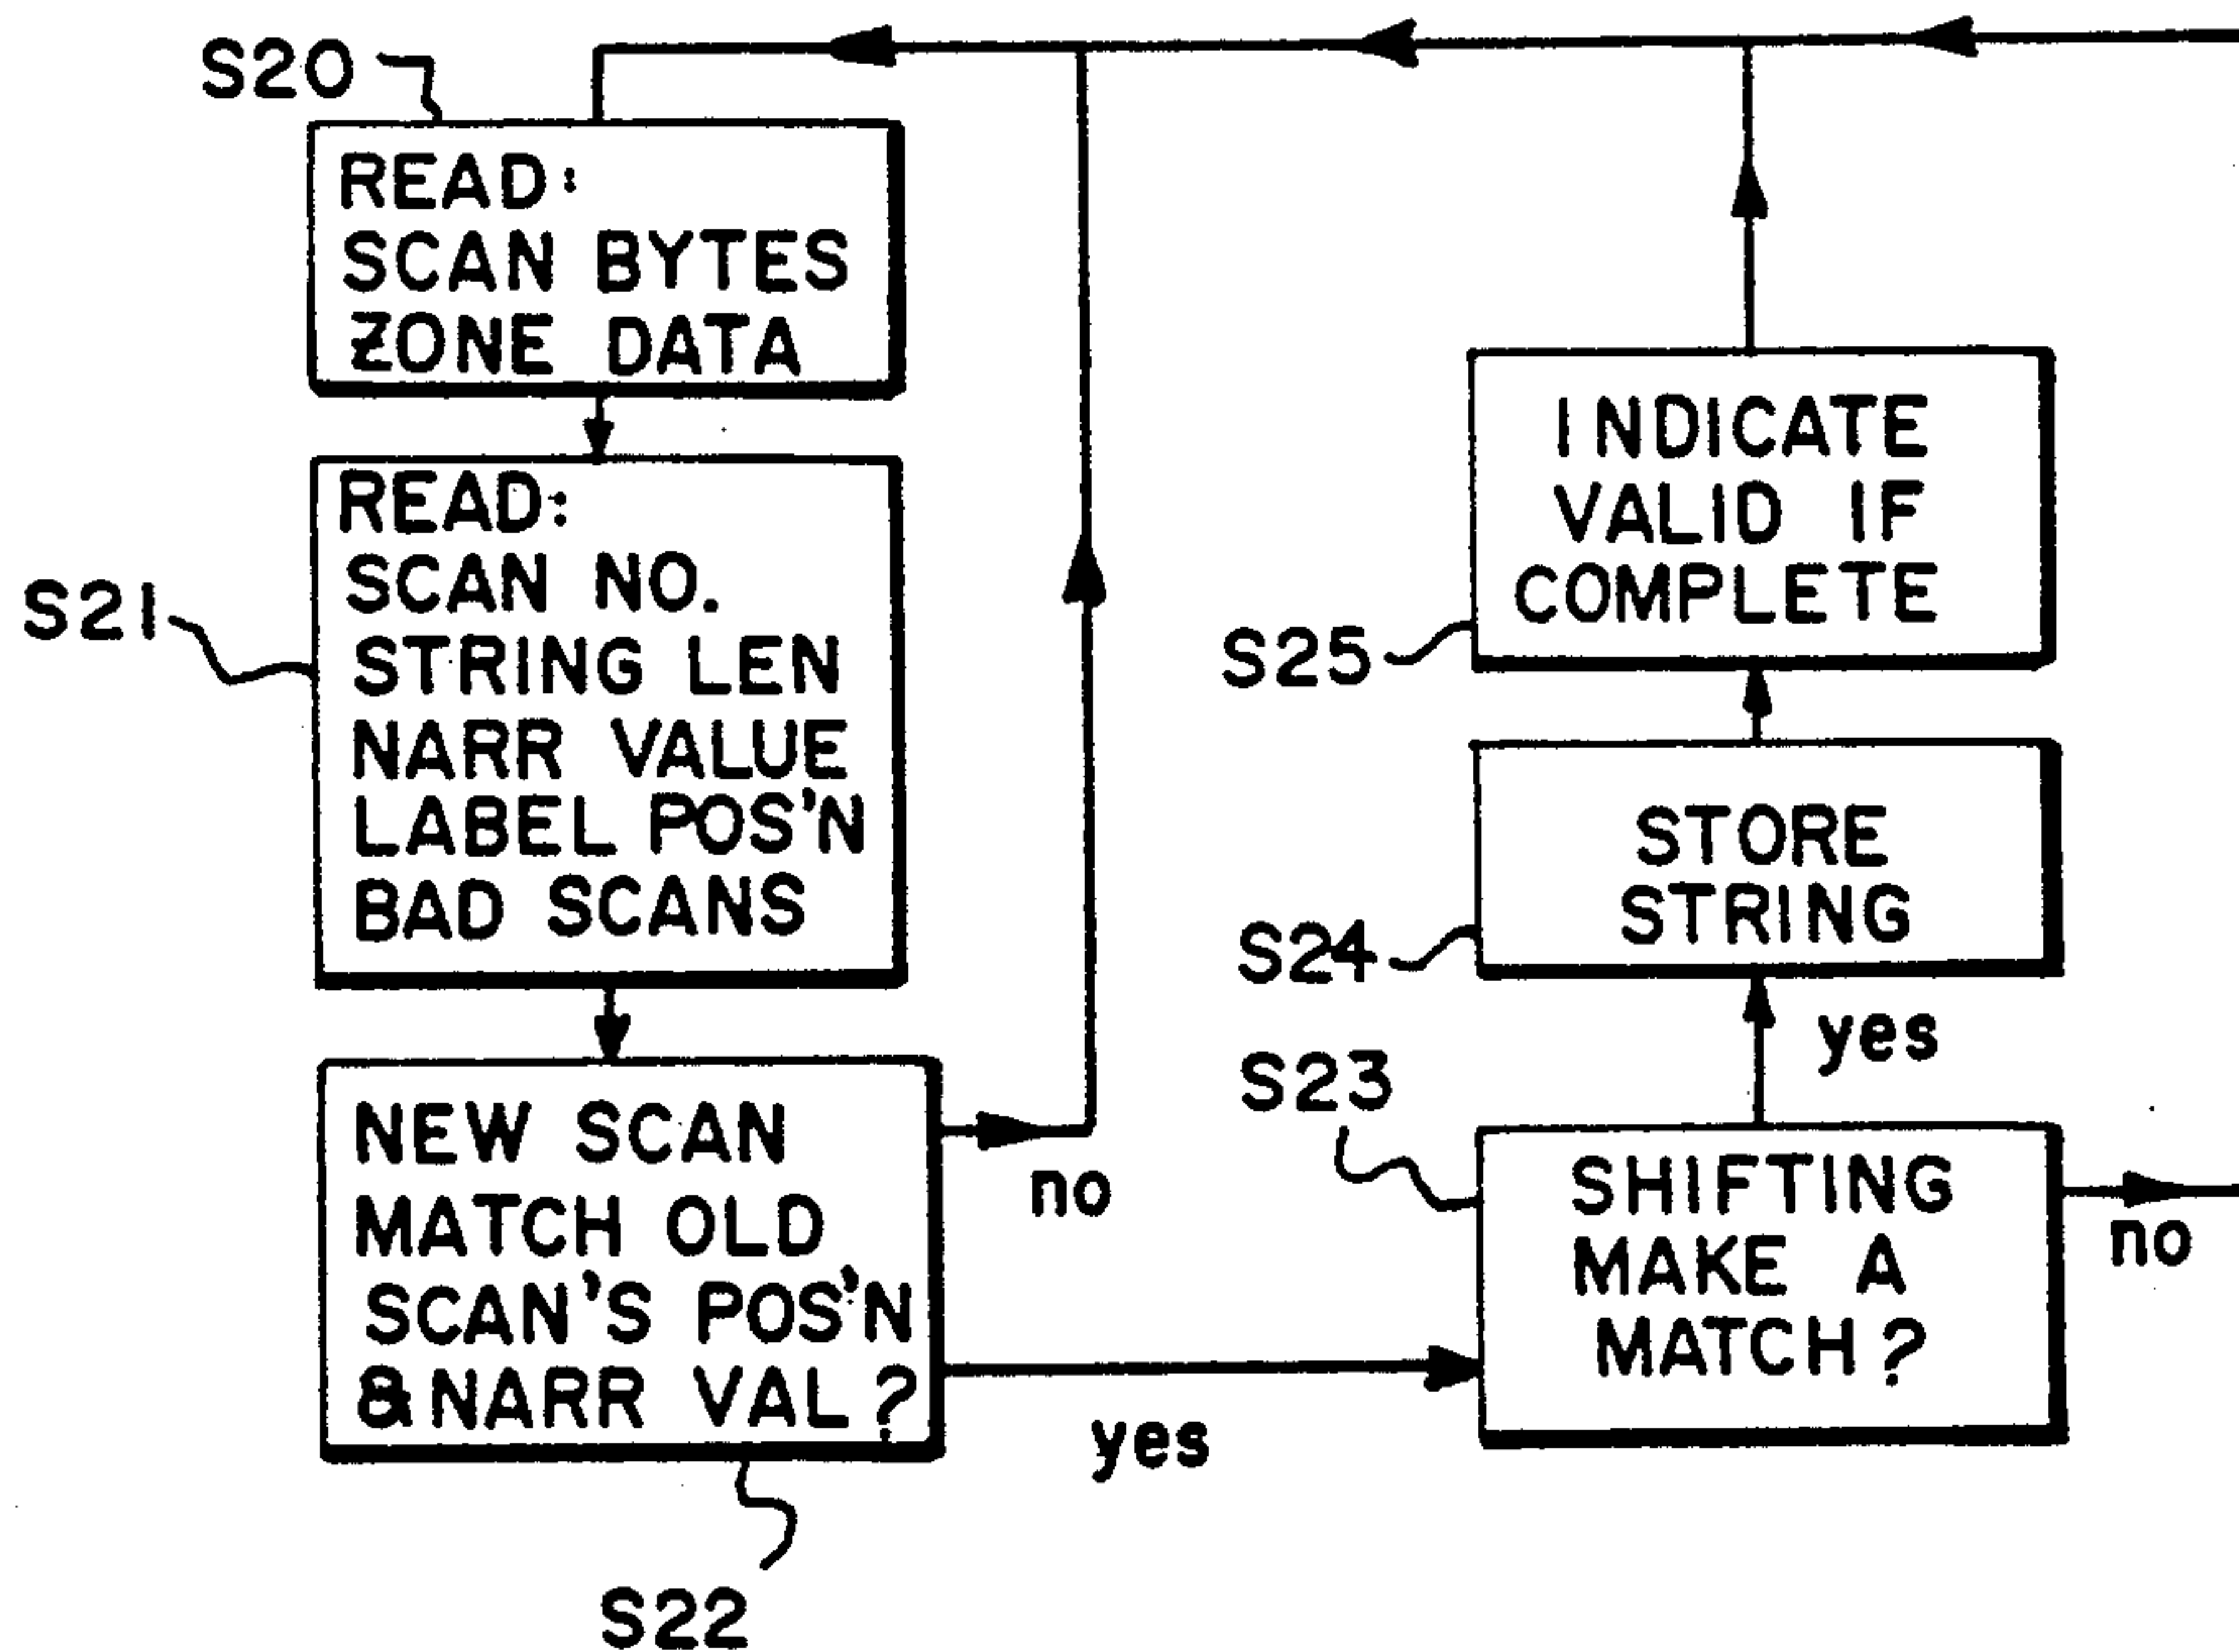 S20
READ:
SCAN BYTES
ZONE DATA
S21
READ:
SCAN NO.
STRING LEN
NARR VALUE
LABEL POS'N
BAD SCANS
NEW SCAN
MATCH OLD
SCAN'S POS'N
& NARR VAL?
S22
no
yes
S23
SHIFTING
MAKE A
MATCH?
no
yes
S24
STORE
STRING
S25
INDICATE
VALID IF
COMPLETE